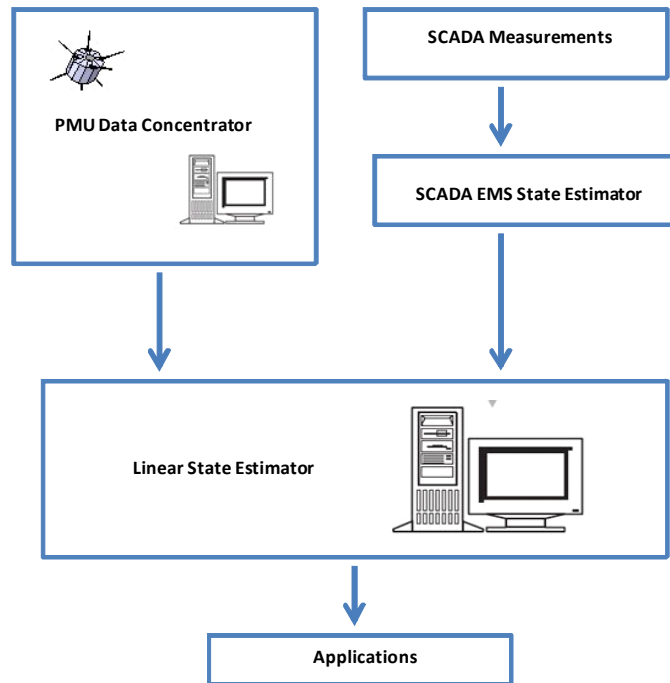 SCADA Measurements
PMU Data Concentrator
SCADA EMS State Estimator
Linear State Estimator
Applications